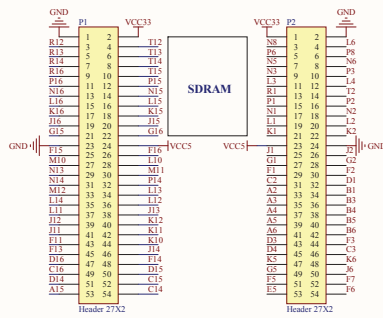 GND
P1 VCC33
1 2
R12 3 4 T12
R13 5 6 T13
R14 7 8 T14
R16 9 10 T15
P16 11 12 P15
N16 13 14 N15
L16 15 16 L15
K16 17 18 K15
J16 19 20 J15
G15 21 22 G16
GND 23 24 VCC5
F15 25 26 F16
M10 27 28 L10
N13 29 30 M11
N14 31 32 P14
M12 33 34 L13
L14 35 36 L12
L11 37 38 J13
J12 39 40 K12
J11 41 42 K11
F11 43 44 K10
F13 45 46 J14
D16 47 48 F14
C16 49 50 D15
D14 51 52 C15
A15 53 54 C14
Header 27X2
SDRAM
GND
VCC33 P2
1 2
N8 3 4 L6
P6 5 6 P8
N5 7 8 N6
N3 9 10 P3
L3 11 12 L4
R1 13 14 T2
P1 15 16 P2
N1 17 18 N2
L1 19 20 L2
K1 21 22 K2
VCC5 23 24 GND
J1 25 26 J2
G1 27 28 G2
F1 29 30 F2
C2 31 32 D1
A2 33 34 B1
A3 35 36 B3
A4 37 38 B4
A5 39 40 B5
A6 41 42 B6
D3 43 44 F3
D4 45 46 C3
K5 47 48 K6
G5 49 50 J6
F5 51 52 F7
E5 53 54 F6
Header 27X2